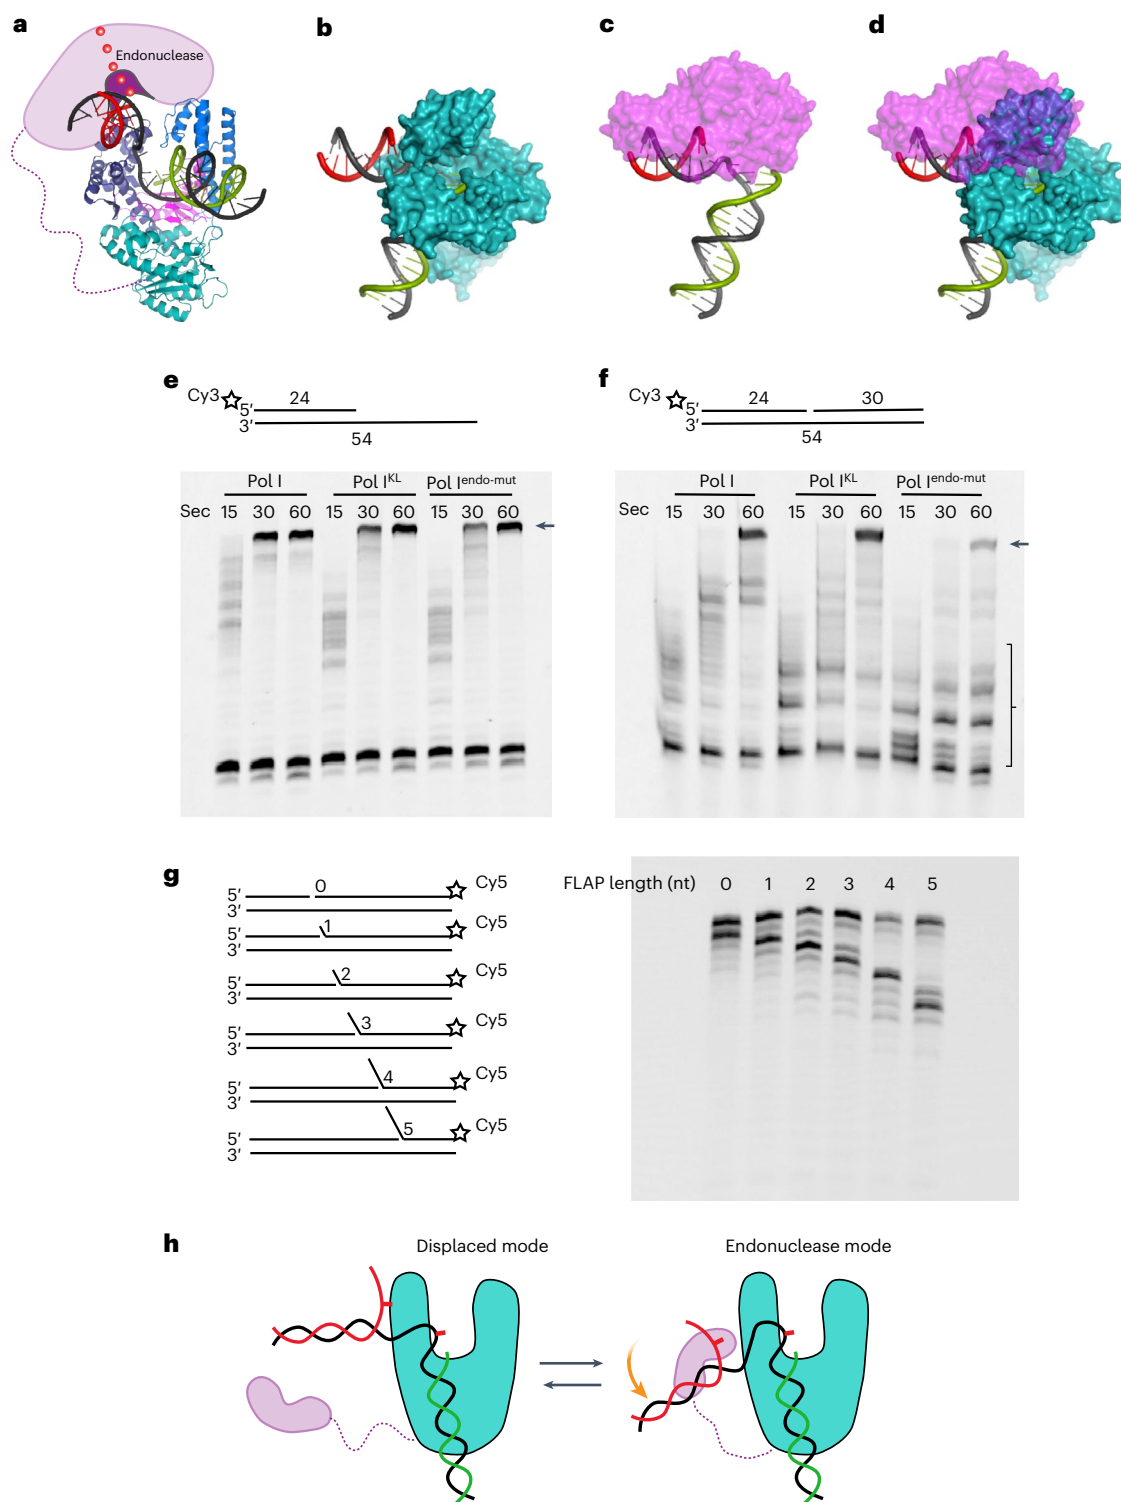 a b c d
Endonuclease
e f
Cy3 24
5′
3′
54
Cy3 24 30
5′
3′
54
Pol I Pol I^KL Pol I^endo-mut
Sec 15 30 60 15 30 60 15 30 60
Pol I Pol I^KL Pol I^endo-mut
Sec 15 30 60 15 30 60 15 30 60
g
0 Cy5
5′
3′
1 Cy5
5′
3′
2 Cy5
5′
3′
3 Cy5
5′
3′
4 Cy5
5′
3′
5 Cy5
5′
3′
FLAP length (nt) 0 1 2 3 4 5
h
Displaced mode Endonuclease mode